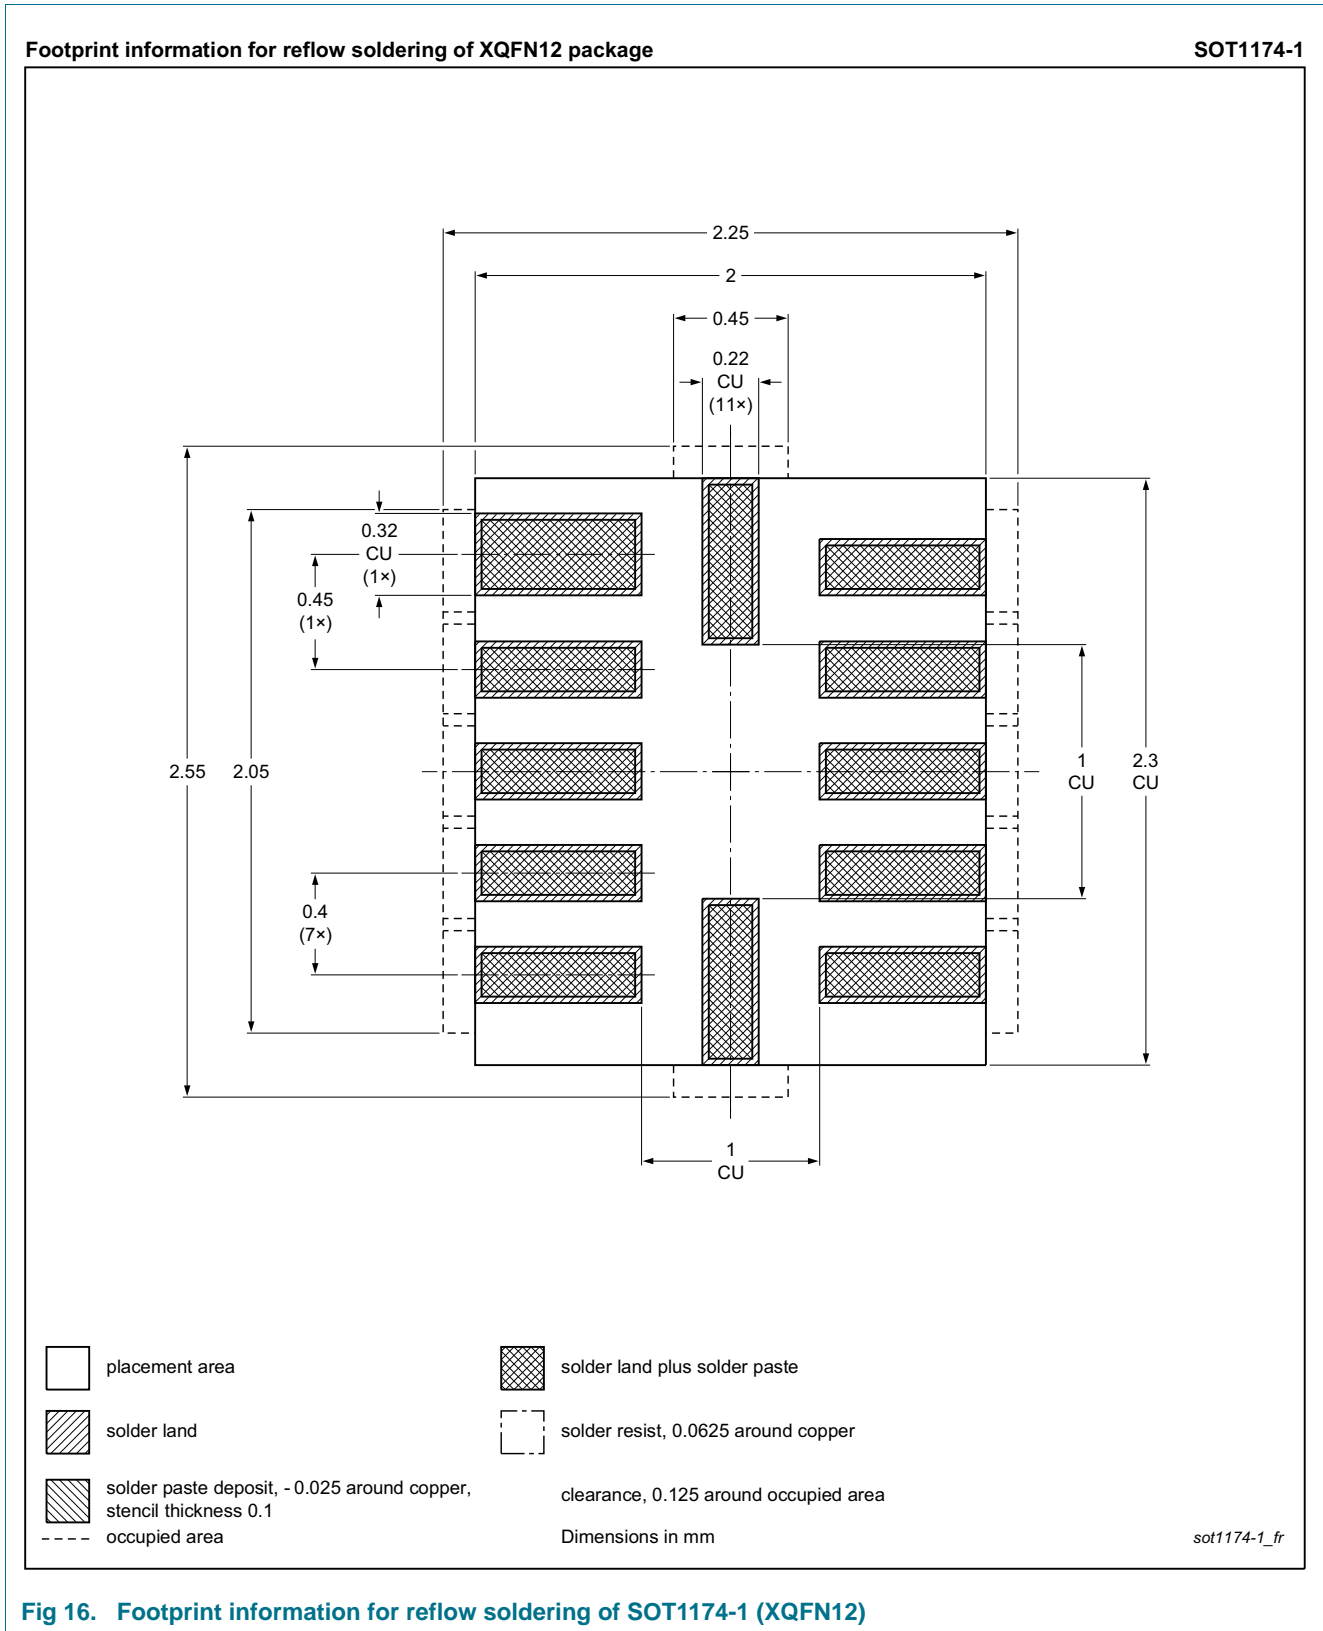 Footprint information for reflow soldering of XQFN12 package
SOT1174-1
2.25
2
0.45
0.22
CU
(11×)
0.32
CU
(1×)
0.45
(1×)
2.55
2.05
1
CU
2.3
CU
0.4
(7×)
1
CU
placement area
solder land plus solder paste
solder land
solder resist, 0.0625 around copper
solder paste deposit, - 0.025 around copper,
stencil thickness 0.1
clearance, 0.125 around occupied area
occupied area
Dimensions in mm
sot1174-1_fr
Fig 16. Footprint information for reflow soldering of SOT1174-1 (XQFN12)